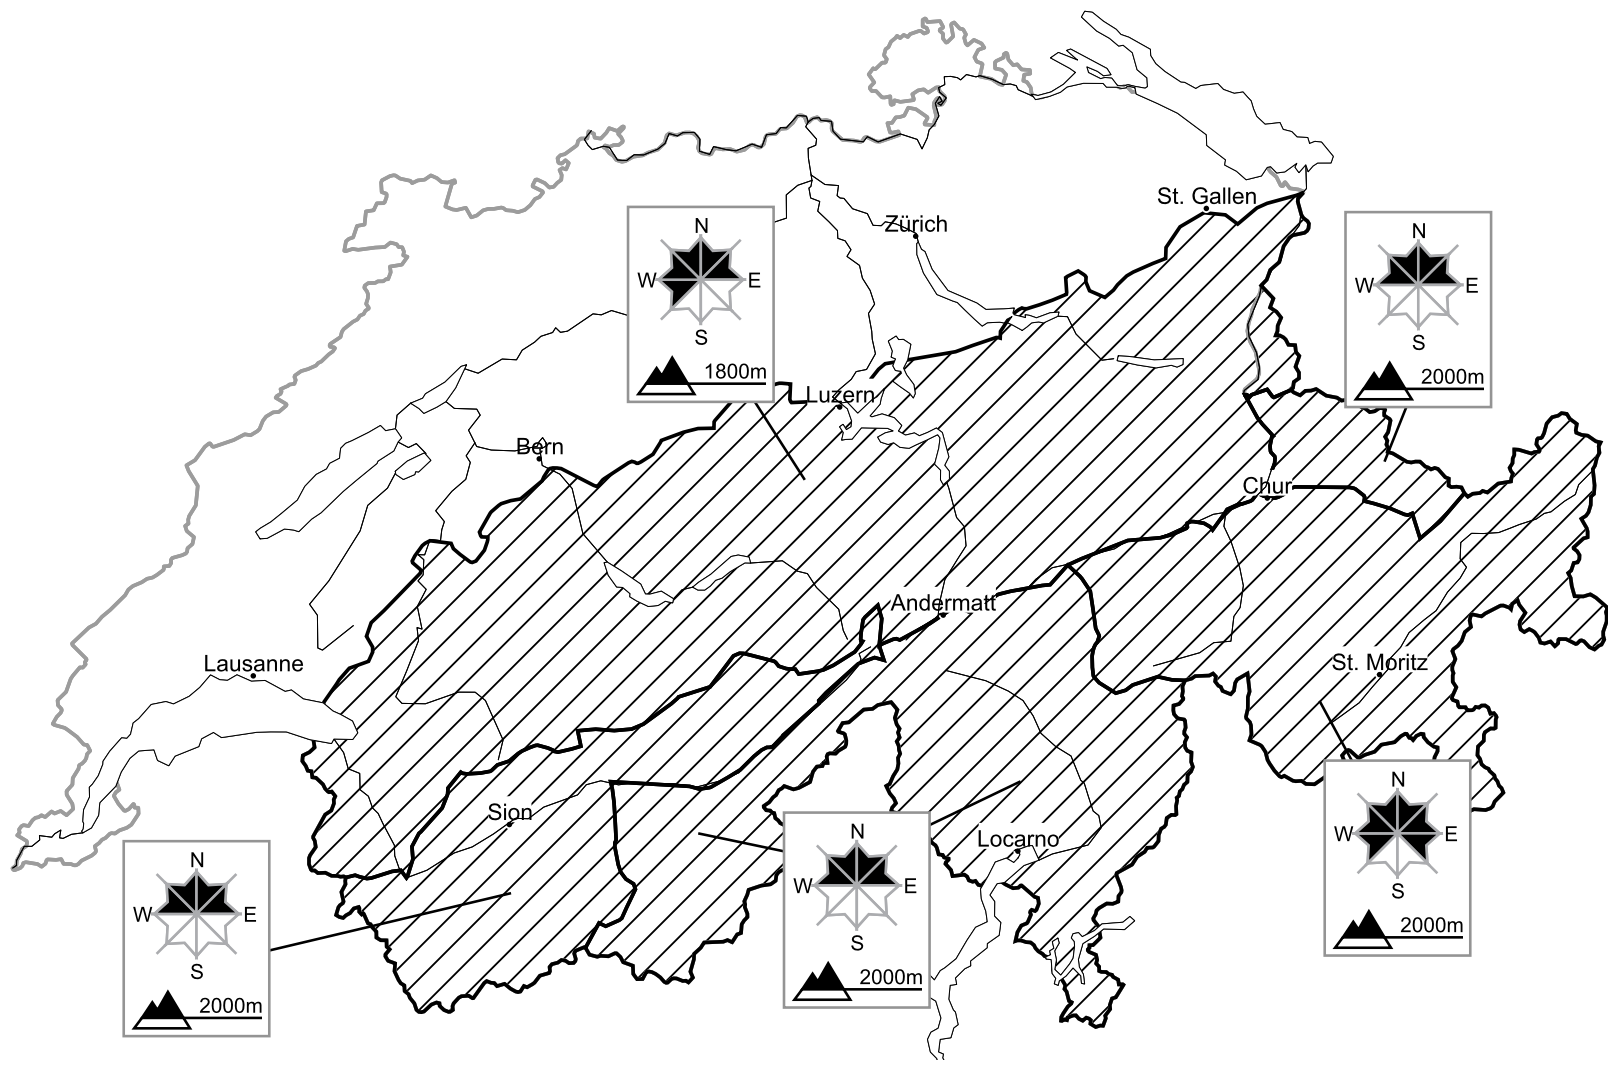 St. Gallen
Zürich
N
W E
S
1800m
N
W E
S
2000m
Luzern
Bern
Chur
Andermatt
Lausanne
St. Moritz
Sion
Locarno
N
W E
S
2000m
N
W E
S
2000m
N
W E
S
2000m